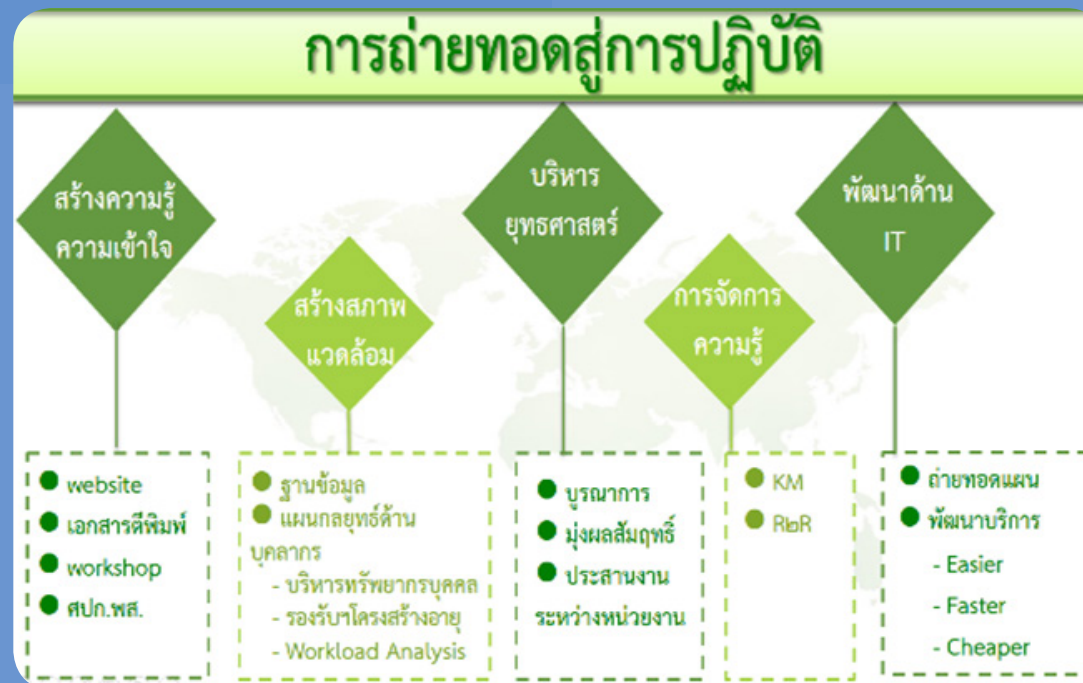 การถ่ายทอดสู่การปฏิบัติ
สร้างความรู้
ความเข้าใจ
website
เอกสารตีพิมพ์
workshop
ศปก.พส.
สร้างสภาพ
แวดล้อม
ฐานข้อมูล
แผนกลยุทธ์ด้าน
บุคลากร
- บริหารทรัพยากรบุคคล
- รองรับฯโครงสร้างอายุ
- Workload Analysis
บริหาร
ยุทธศาสตร์
บูรณาการ
มุ่งผลสัมฤทธิ์
ประสานงาน
ระหว่างหน่วยงาน
การจัดการ
ความรู้
KM
R๒R
พัฒนาด้าน
IT
ถ่ายทอดแผน
พัฒนาบริการ
- Easier
- Faster
- Cheaper